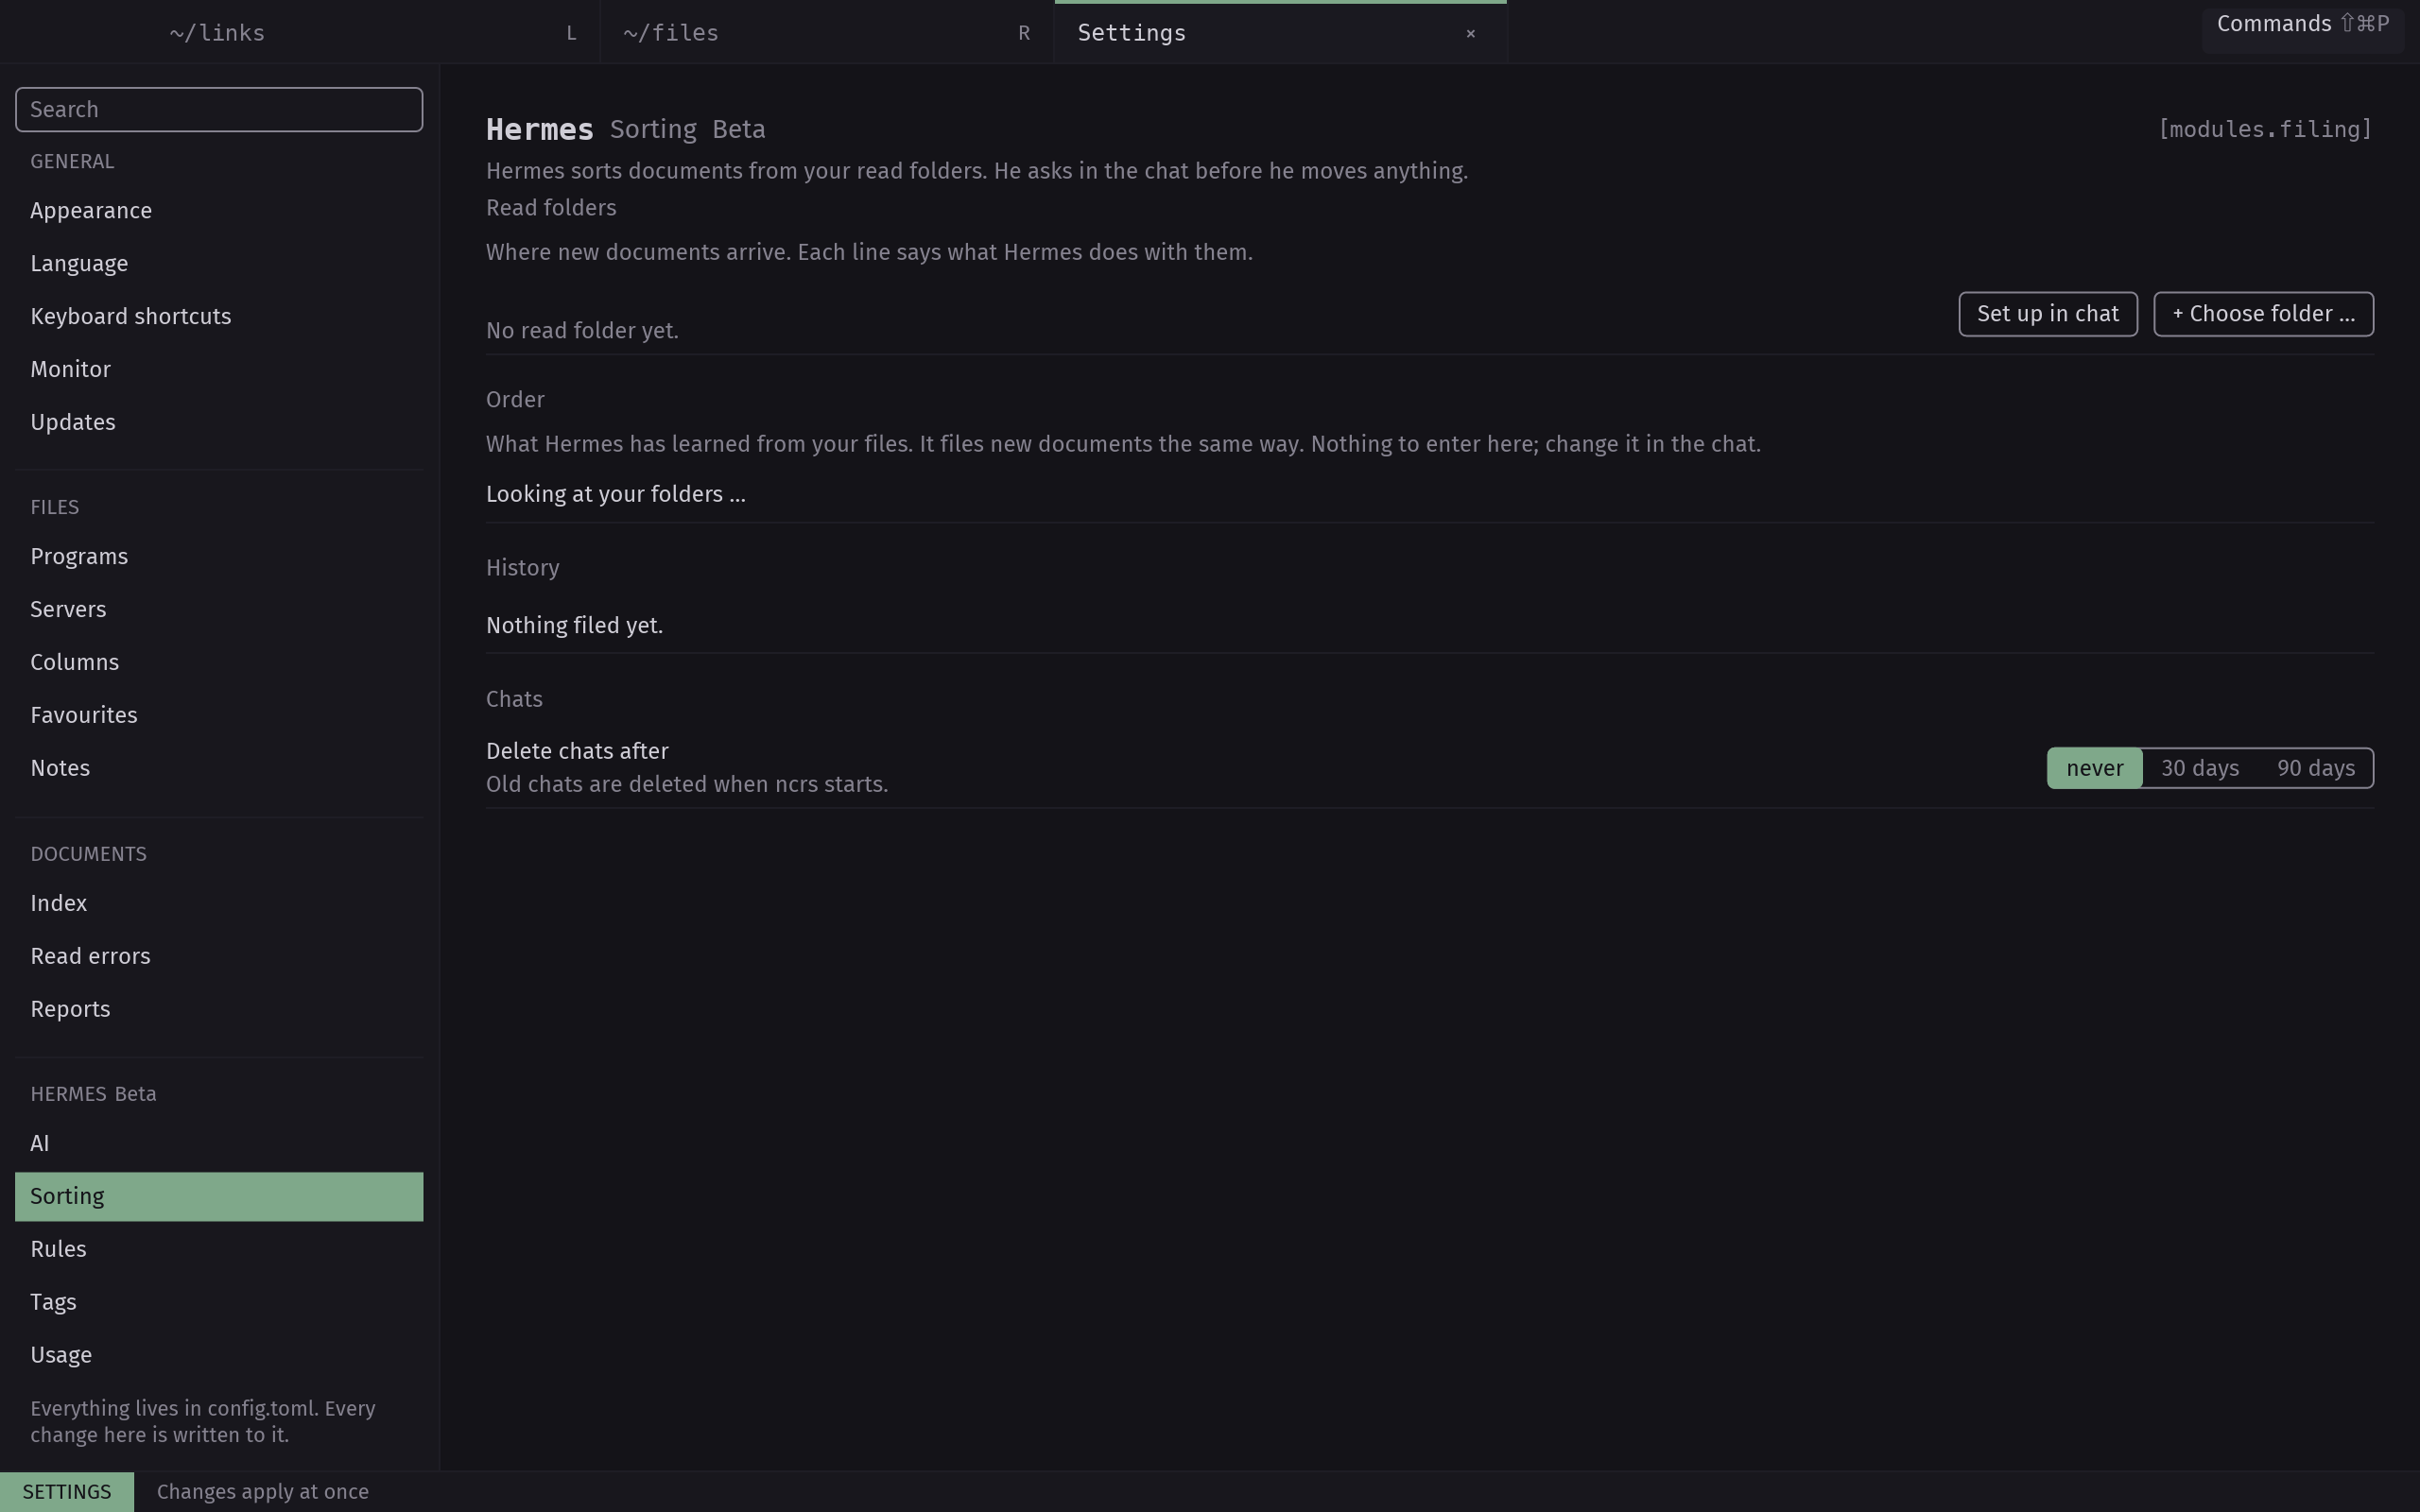 ~/links L ~/files R Settings × Commands ⇧⌘P
Search
GENERAL
Appearance
Language
Keyboard shortcuts
Monitor
Updates
FILES
Programs
Servers
Columns
Favourites
Notes
DOCUMENTS
Index
Read errors
Reports
HERMES Beta
AI
Sorting
Rules
Tags
Usage
Everything lives in config.toml. Every
change here is written to it.
Hermes Sorting Beta [modules.filing]
Hermes sorts documents from your read folders. He asks in the chat before he moves anything.
Read folders
Where new documents arrive. Each line says what Hermes does with them.
No read folder yet. Set up in chat + Choose folder ...
Order
What Hermes has learned from your files. It files new documents the same way. Nothing to enter here; change it in the chat.
Looking at your folders ...
History
Nothing filed yet.
Chats
Delete chats after
Old chats are deleted when ncrs starts.
never 30 days 90 days
SETTINGS Changes apply at once